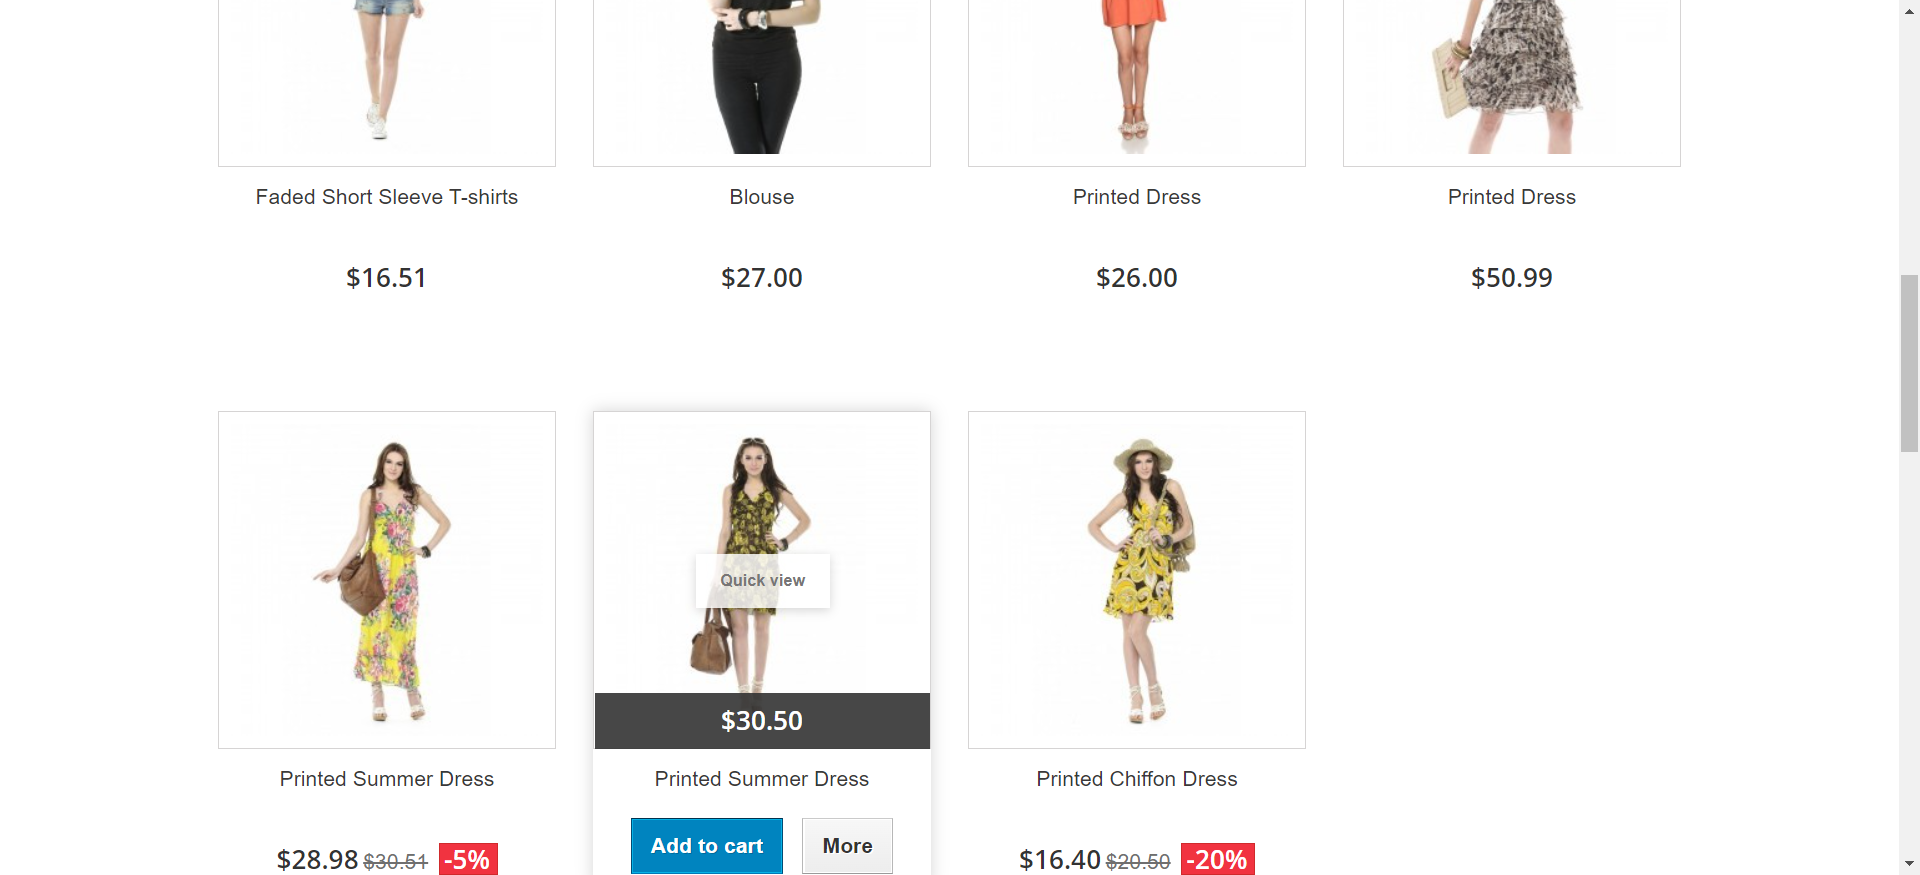 Faded Short Sleeve T-shirts
Blouse
Printed Dress
Printed Dress
$16.51
$27.00
$26.00
$50.99
Quick view
$30.50
Printed Summer Dress
Printed Summer Dress
Printed Chiffon Dress
Add to cart
More
$28.98 $30.51 -5%
$16.40 $20.50 -20%